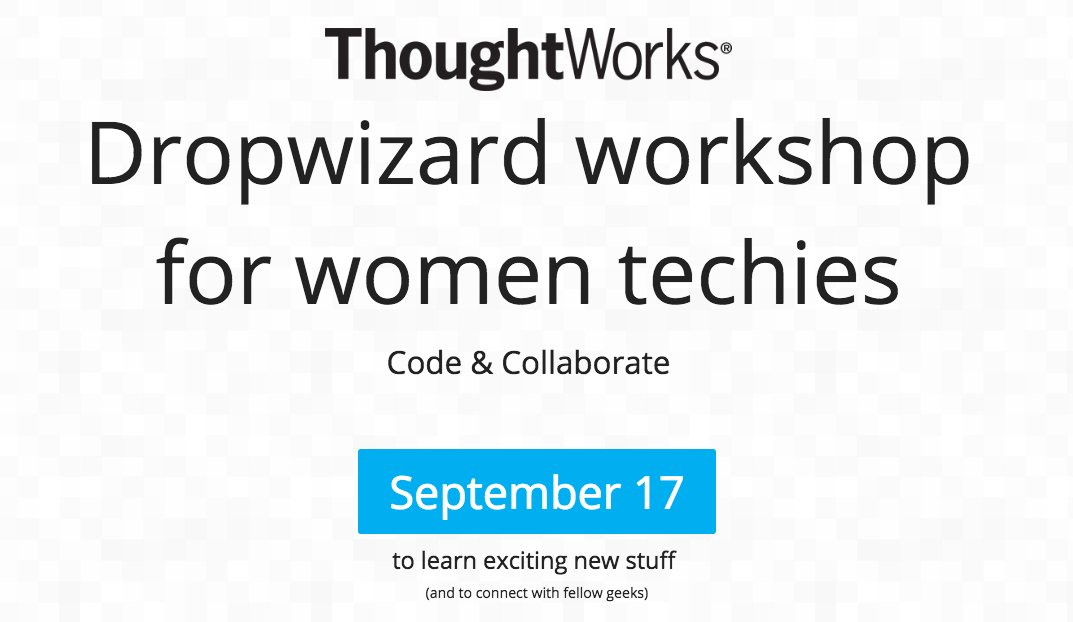 ThoughtWorks®
Dropwizard workshop
for women techies
Code & Collaborate
September 17
to learn exciting new stuff
(and to connect with fellow geeks)